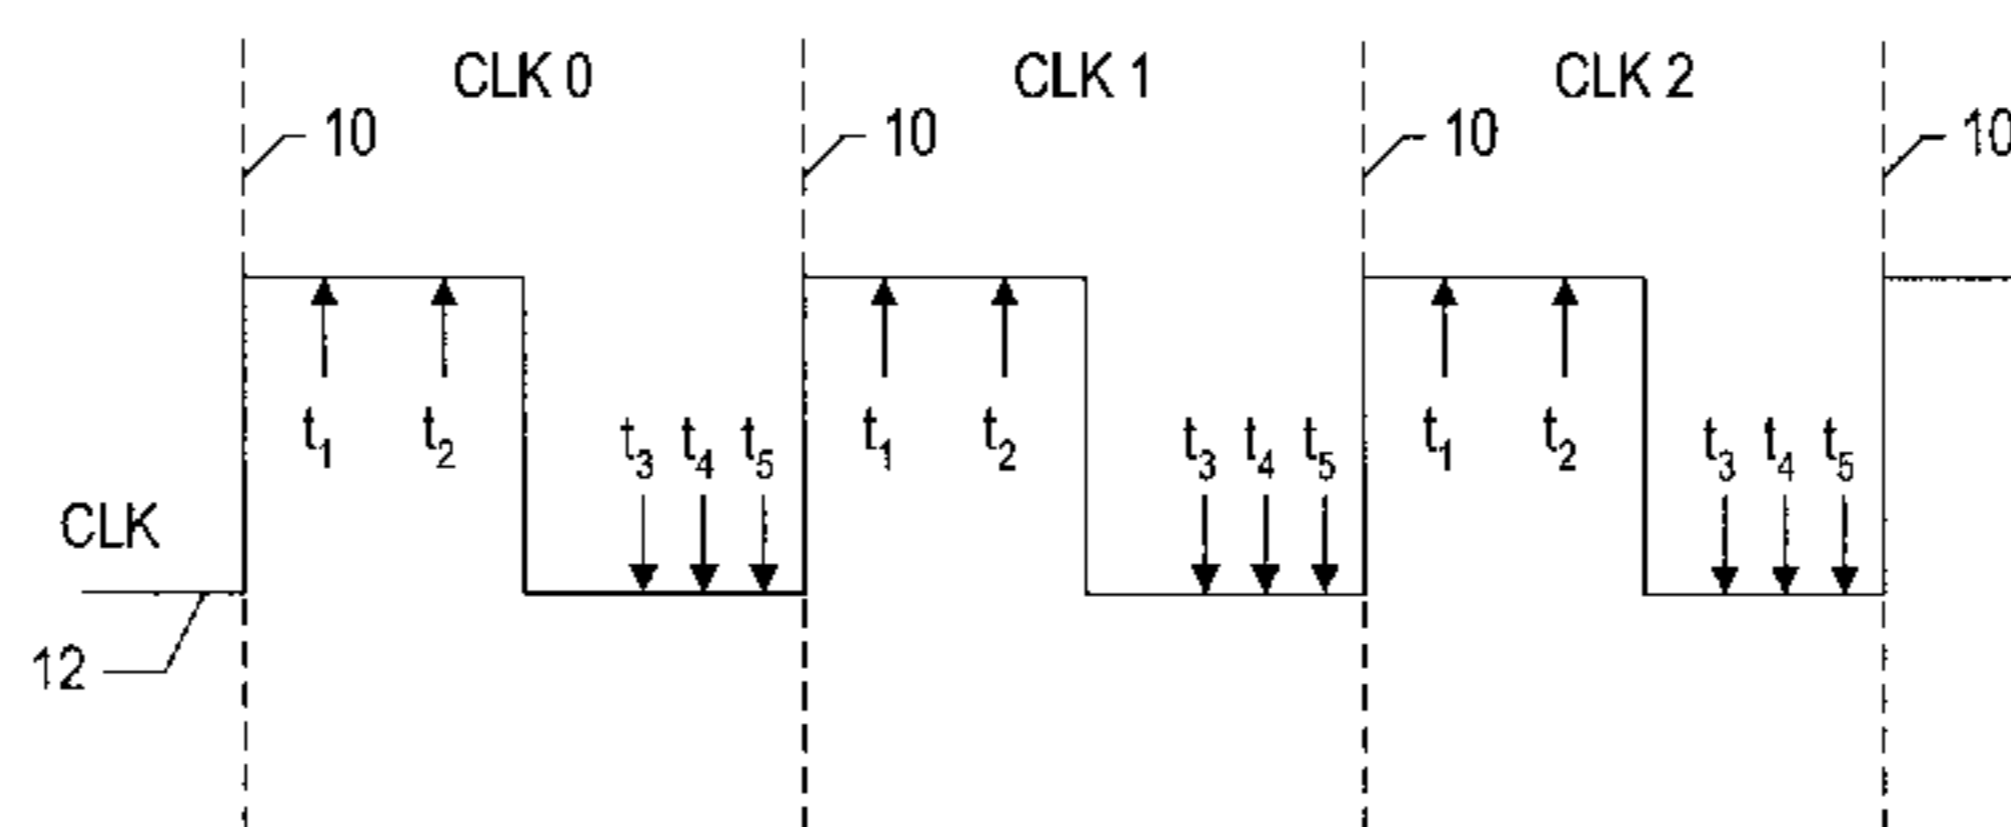 CLK 0 CLK 1 CLK 2
10 10 10 10
t₁ t₂ t₃ t₄ t₅ t₁ t₂ t₃ t₄ t₅ t₁ t₂ t₃ t₄ t₅
CLK
12